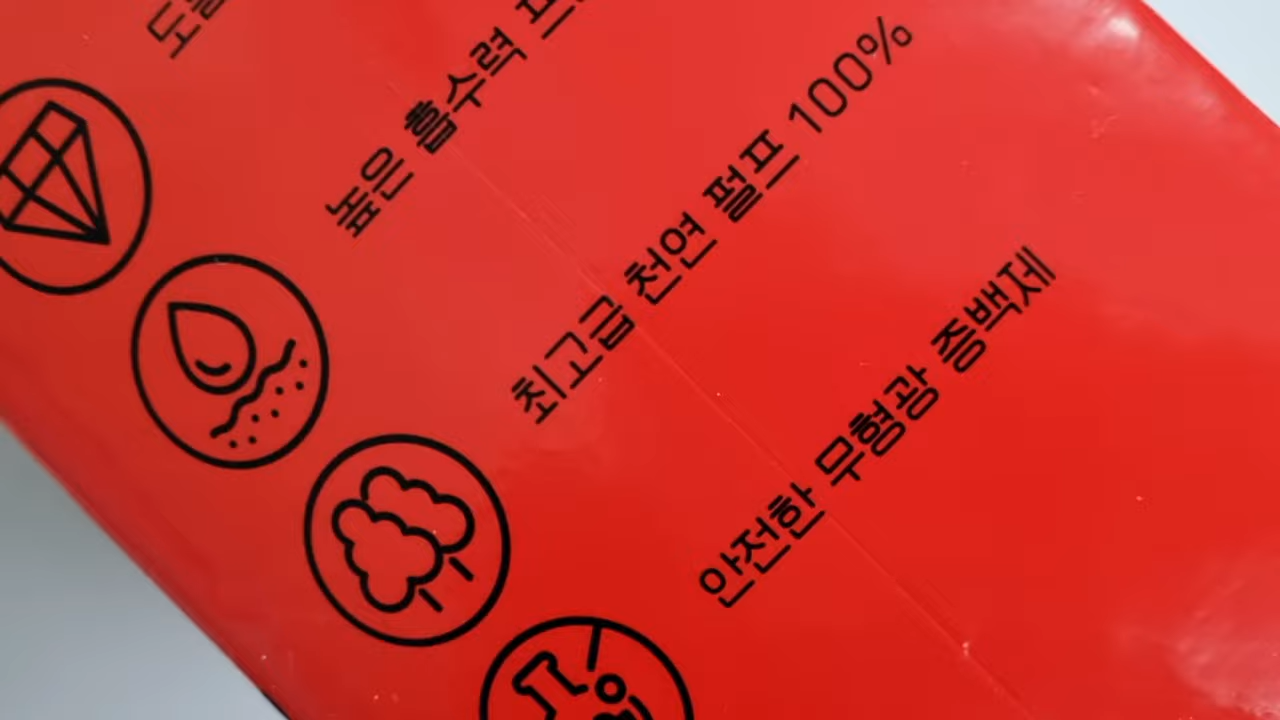 높은 흡수력
최고급 천연 펄프 100%
안전한 무형광 증백제